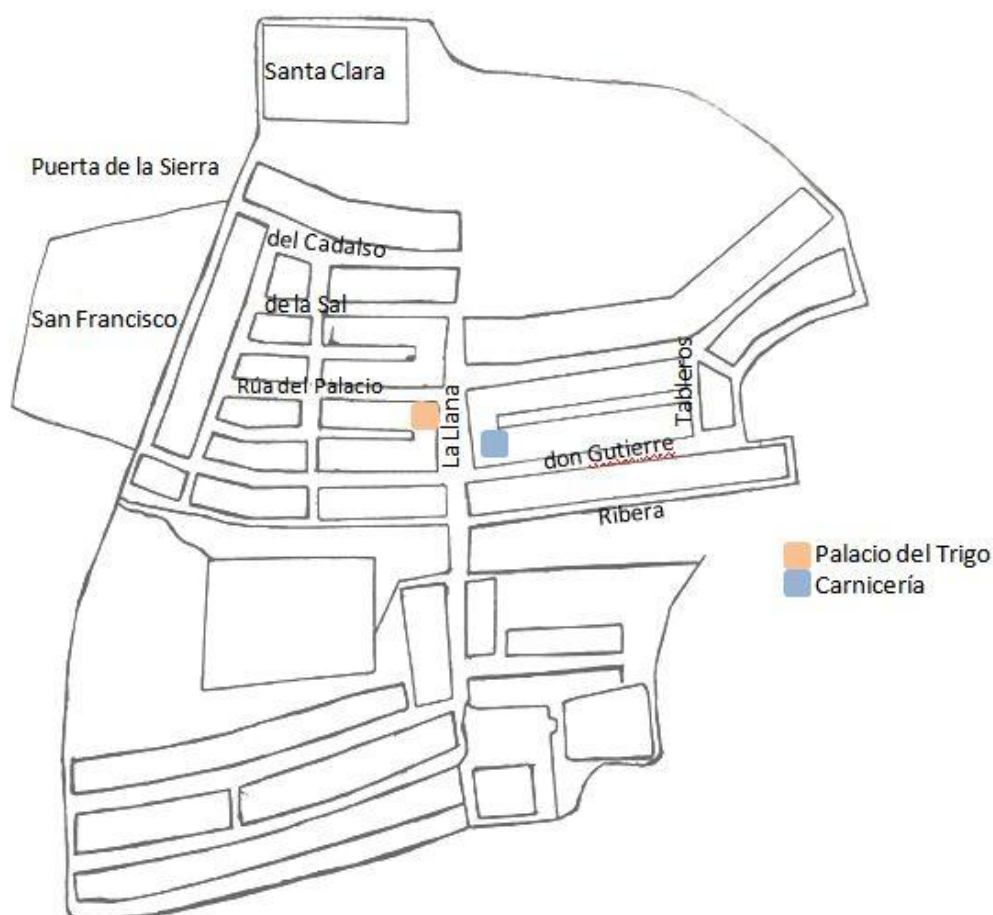 Santa Clara
Puerta de la Sierra
del Cadalso
de la Sal
San Francisco
Rúa del Palacio
La Llana
Tableros
don Gutierre
Ribera
Palacio del Trigo
Carnicería